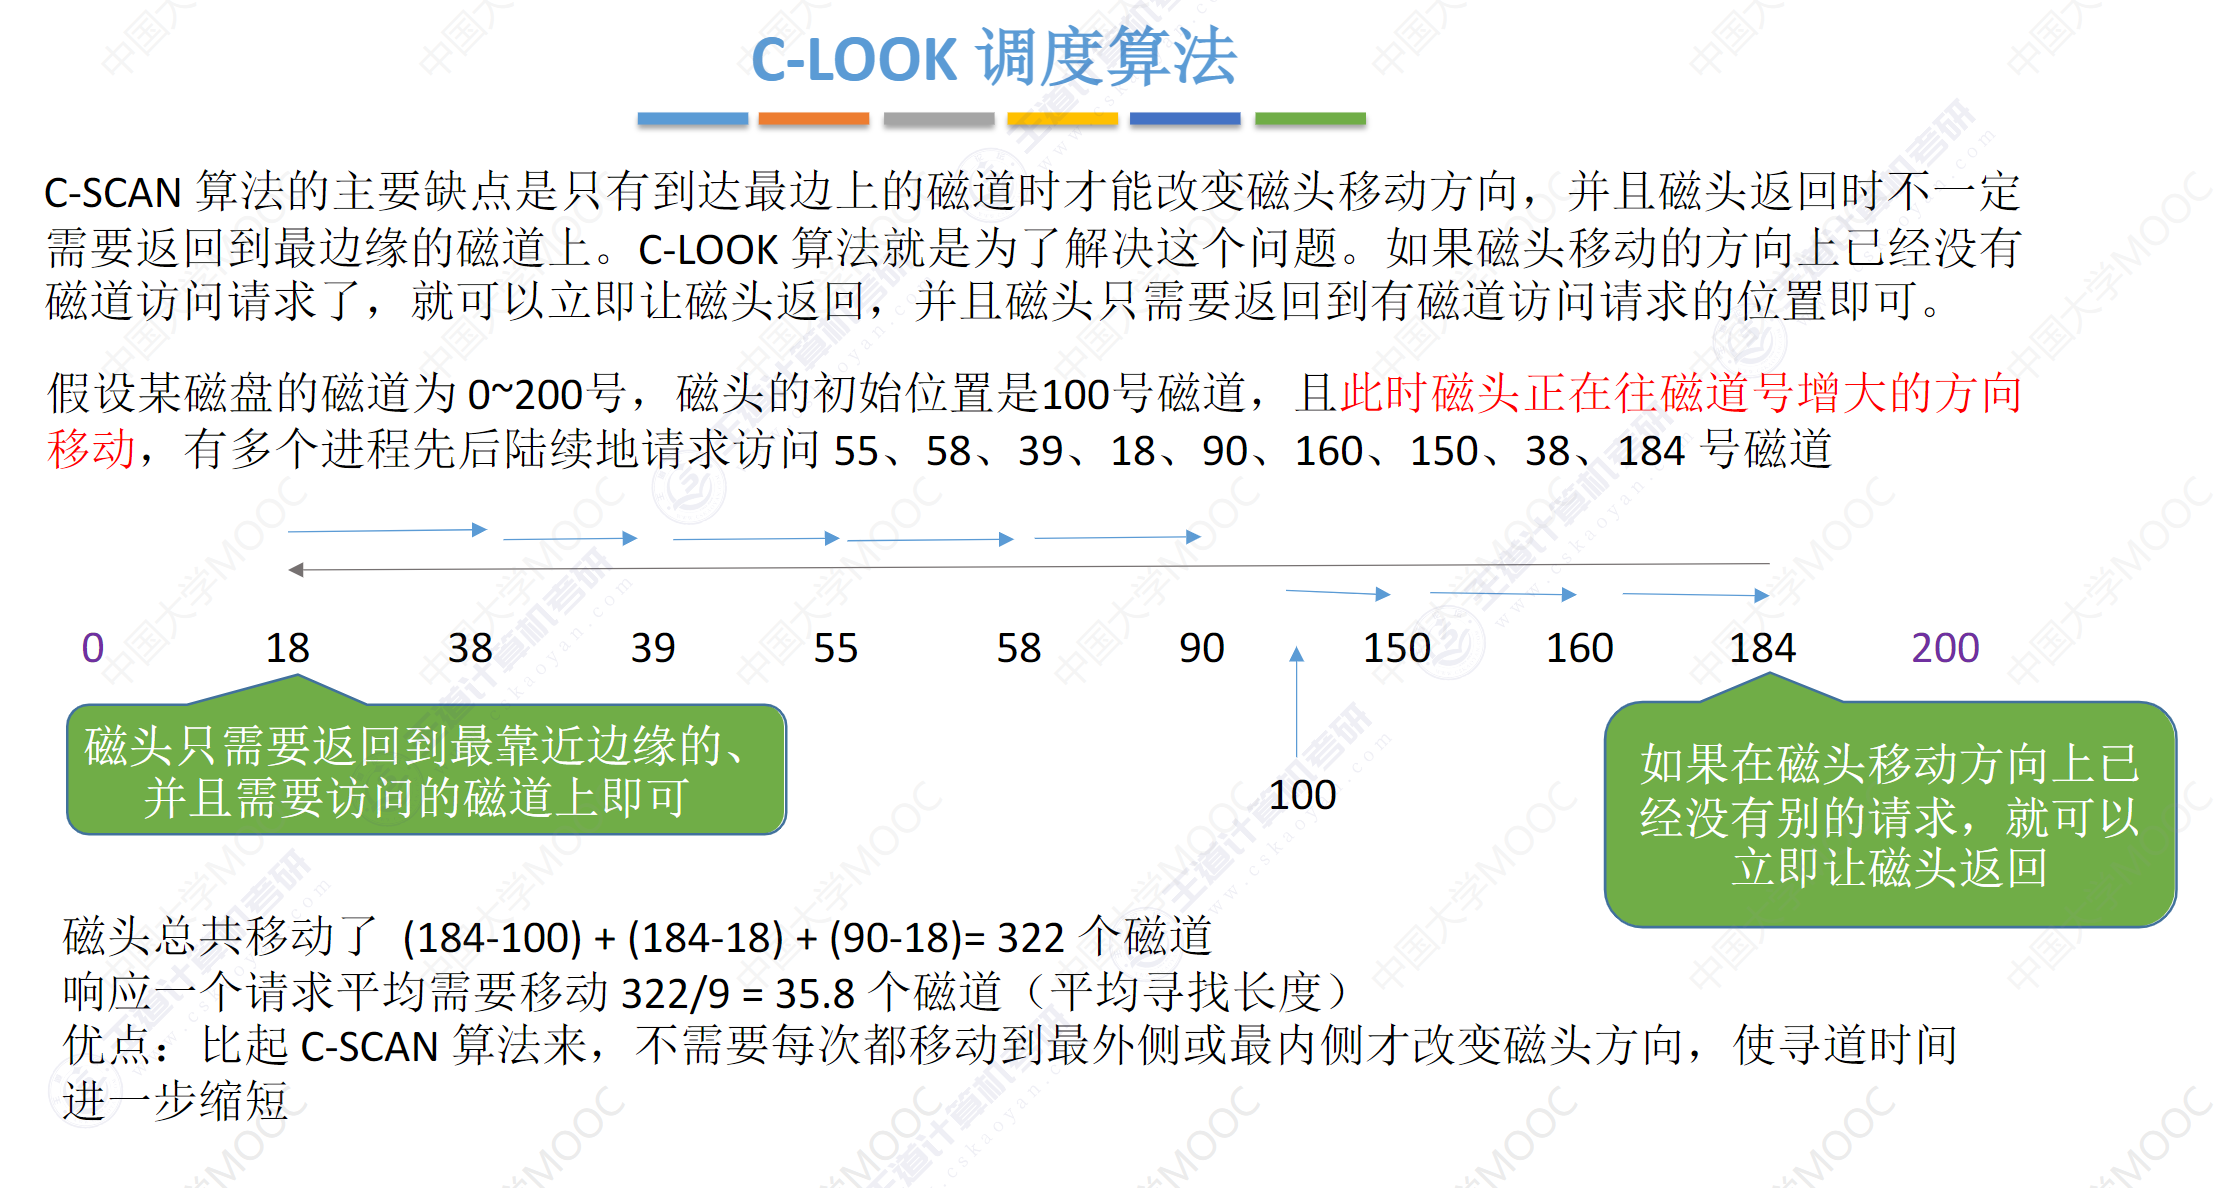 C-LOOK 调度算法
C-SCAN 算法的主要缺点是只有到达最边上的磁道时才能改变磁头移动方向，并且磁头返回时不一定
需要返回到最边缘的磁道上。C-LOOK 算法就是为了解决这个问题。如果磁头移动的方向上已经没有
磁道访问请求了，就可以立即让磁头返回，并且磁头只需要返回到有磁道访问请求的位置即可。
假设某磁盘的磁道为 0~200号，磁头的初始位置是100号磁道，且此时磁头正在往磁道号增大的方向
移动，有多个进程先后陆续地请求访问 55、58、39、18、90、160、150、38、184 号磁道
0 18 38 39 55 58 90 150 160 184 200
100
磁头只需要返回到最靠近边缘的、
并且需要访问的磁道上即可
如果在磁头移动方向上已
经没有别的请求，就可以
立即让磁头返回
磁头总共移动了 (184-100) + (184-18) + (90-18)= 322 个磁道
响应一个请求平均需要移动 322/9 = 35.8 个磁道（平均寻找长度）
优点：比起 C-SCAN 算法来，不需要每次都移动到最外侧或最内侧才改变磁头方向，使寻道时间
进一步缩短
中国大学MOOC
王道计算机考研
www.cskaoyan.com